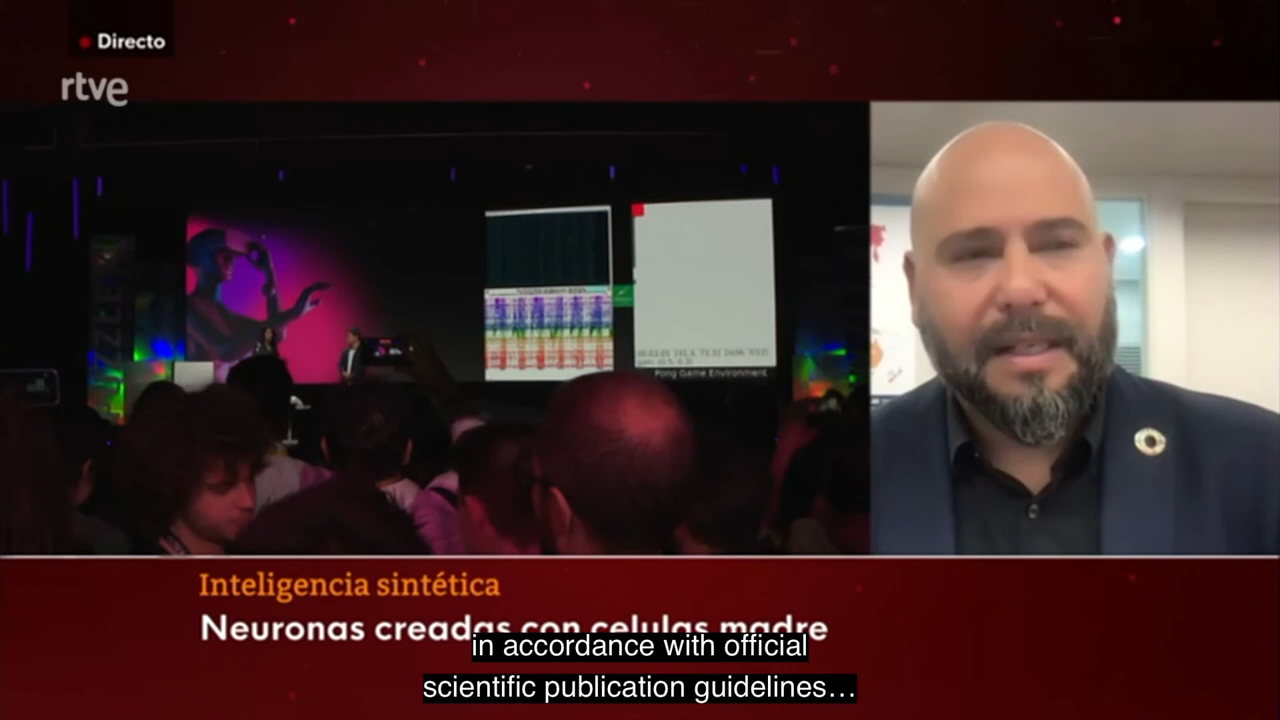 Directo
rtve
Pong Game Environment
Inteligencia sintética
Neuronas creadas con celulas madre
in accordance with official
scientific publication guidelines…